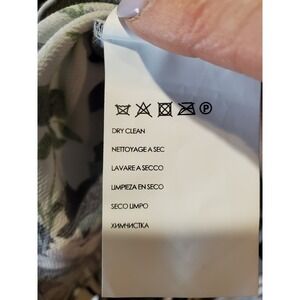 DRY CLEAN
NETTOYAGE A SEC
LAVARE A SECCO
LIMPIEZA EN SECO
SECO LIMPO
ХИМЧИСТКА